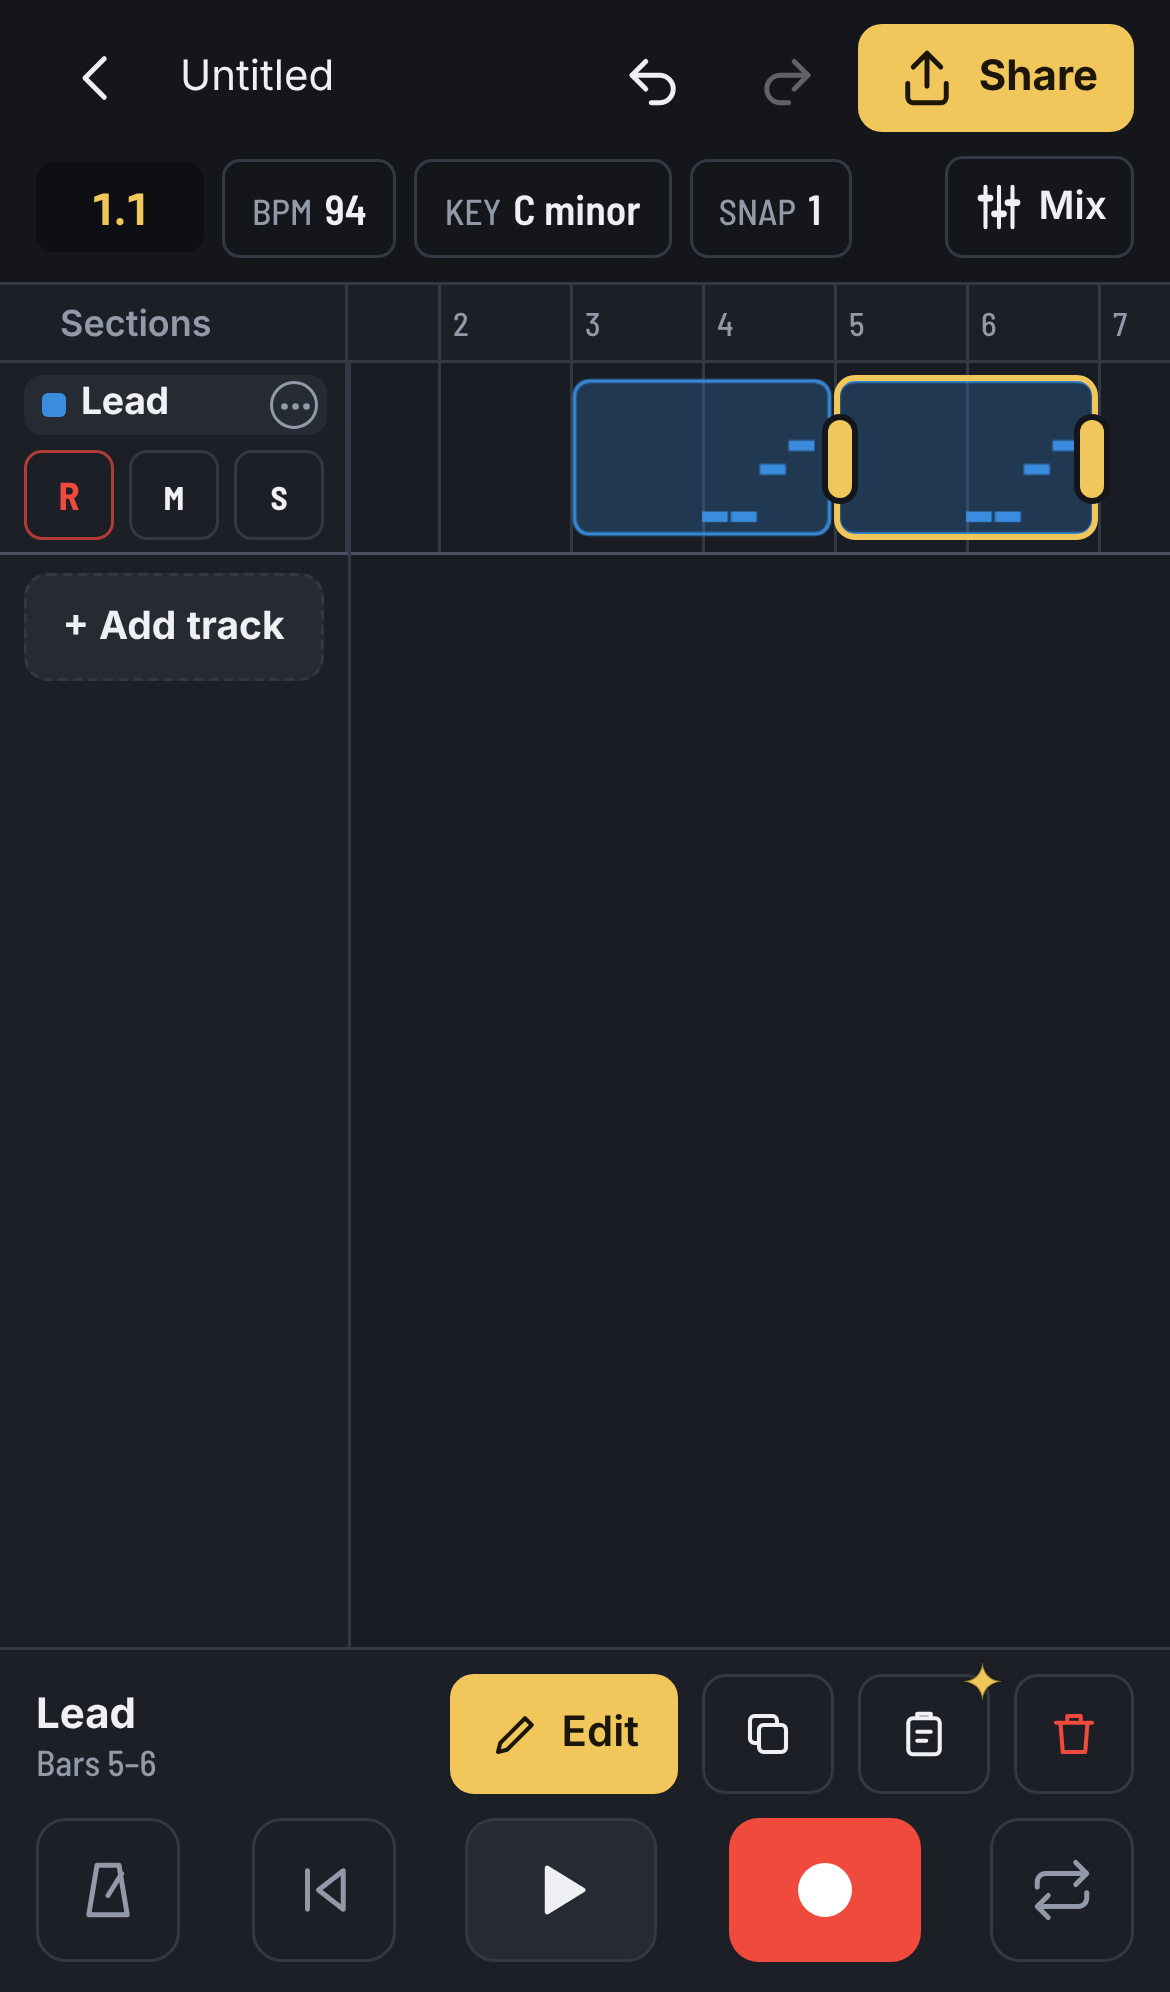 Untitled
Share
1.1
BPM 94
KEY C minor
SNAP 1
Mix
Sections
2
3
4
5
6
7
Lead
R
M
S
+ Add track
Lead
Edit
Bars 5–6